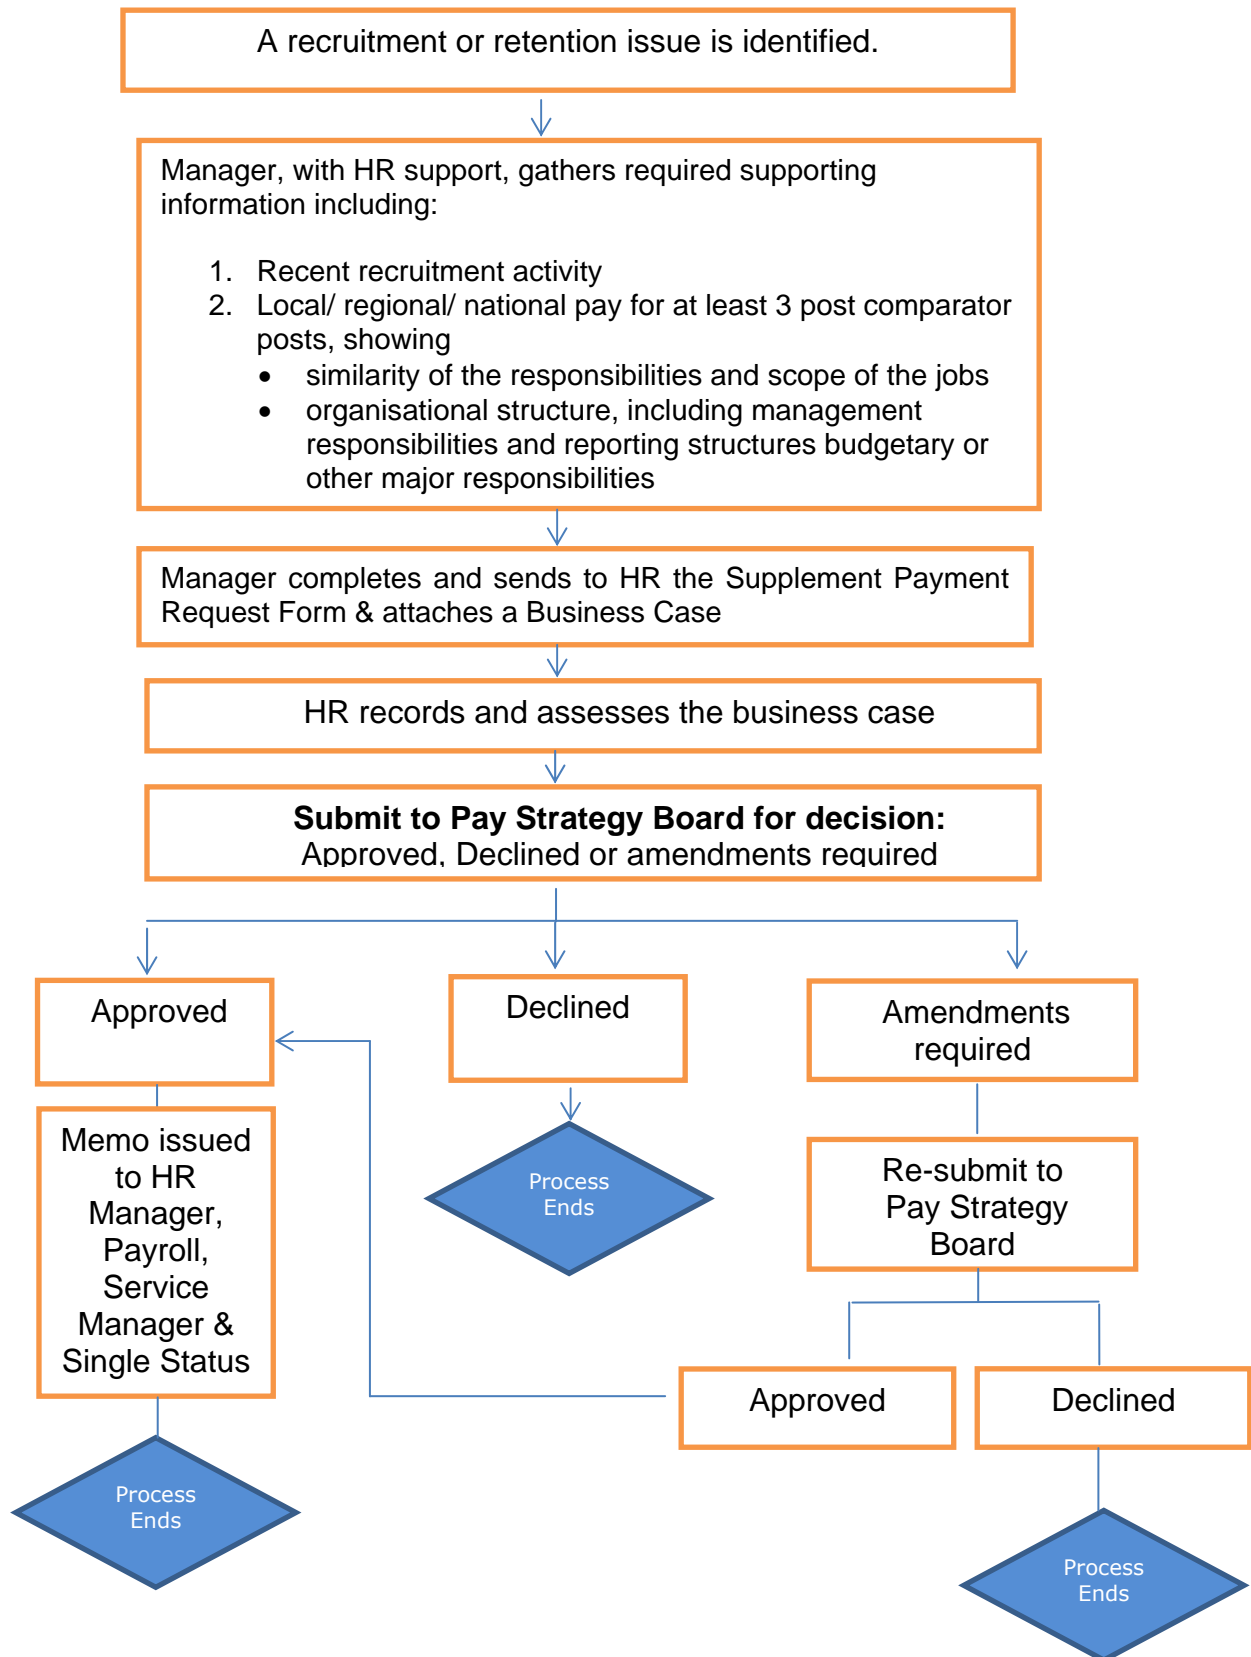 A recruitment or retention issue is identified.
Manager, with HR support, gathers required supporting
information including:
1. Recent recruitment activity
2. Local/ regional/ national pay for at least 3 post comparator
posts, showing
• similarity of the responsibilities and scope of the jobs
• organisational structure, including management
responsibilities and reporting structures budgetary or
other major responsibilities
Manager completes and sends to HR the Supplement Payment
Request Form & attaches a Business Case
HR records and assesses the business case
Submit to Pay Strategy Board for decision:
Approved, Declined or amendments required
Approved
Declined
Amendments
required
Memo issued
to HR
Manager,
Payroll,
Service
Manager &
Single Status
Process
Ends
Re-submit to
Pay Strategy
Board
Approved
Declined
Process
Ends
Process
Ends